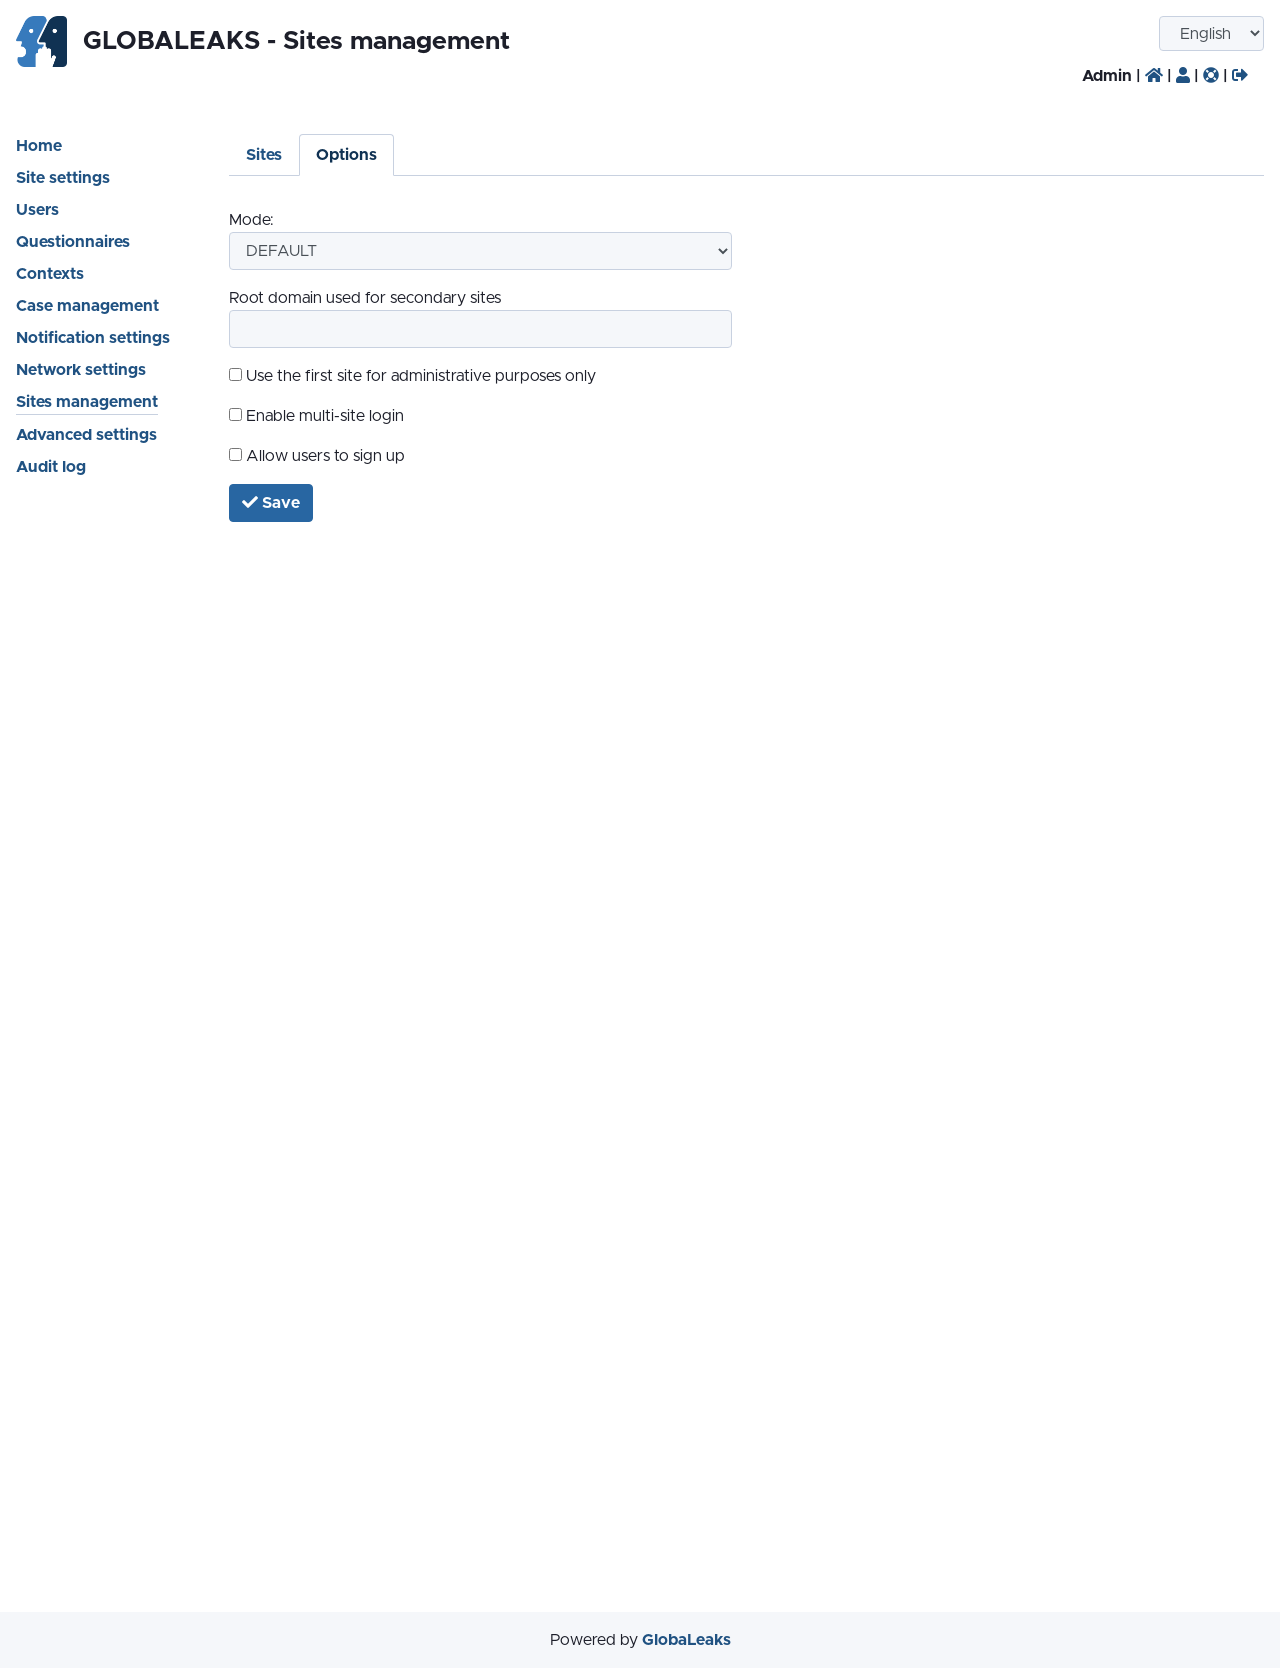 GLOBALEAKS - Sites management
English
Admin | | | |
Home
Site settings
Users
Questionnaires
Contexts
Case management
Notification settings
Network settings
Sites management
Advanced settings
Audit log
Sites
Options
Mode:
DEFAULT
Root domain used for secondary sites
Use the first site for administrative purposes only
Enable multi-site login
Allow users to sign up
Save
Powered by GlobaLeaks